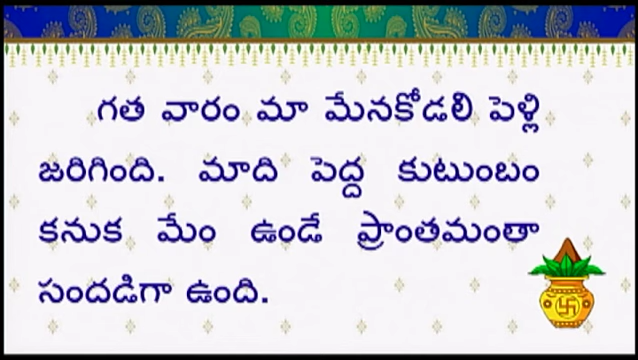 గత వారం మా మేనకోడలి పెళ్లి
జరిగింది. మాది పెద్ద కుటుంబం
కనుక మేం ఉండే ప్రాంతమంతా
సందడిగా ఉంది.